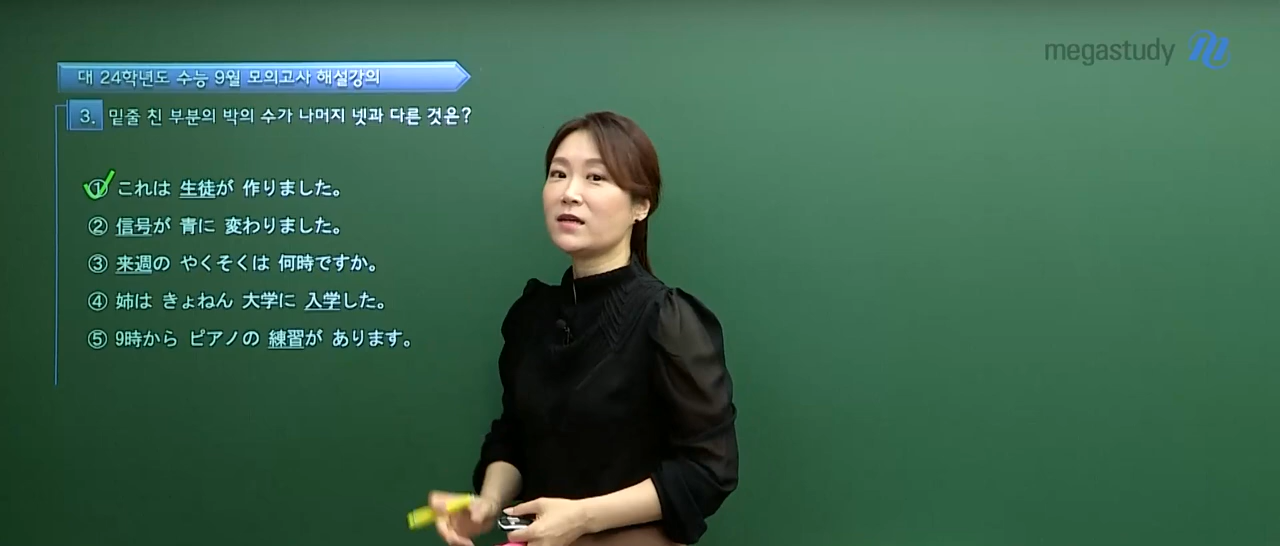 megastudy
대 24학년도 수능 9월 모의고사 해설강의
3. 밑줄 친 부분의 박의 수가 나머지 넷과 다른 것은?
① これは 生徒が 作りました。
② 信号が 青に 変わりました。
③ 来週の やくそくは 何時ですか。
④ 姉は きょねん 大学に 入学した。
⑤ 9時から ピアノの 練習が あります。